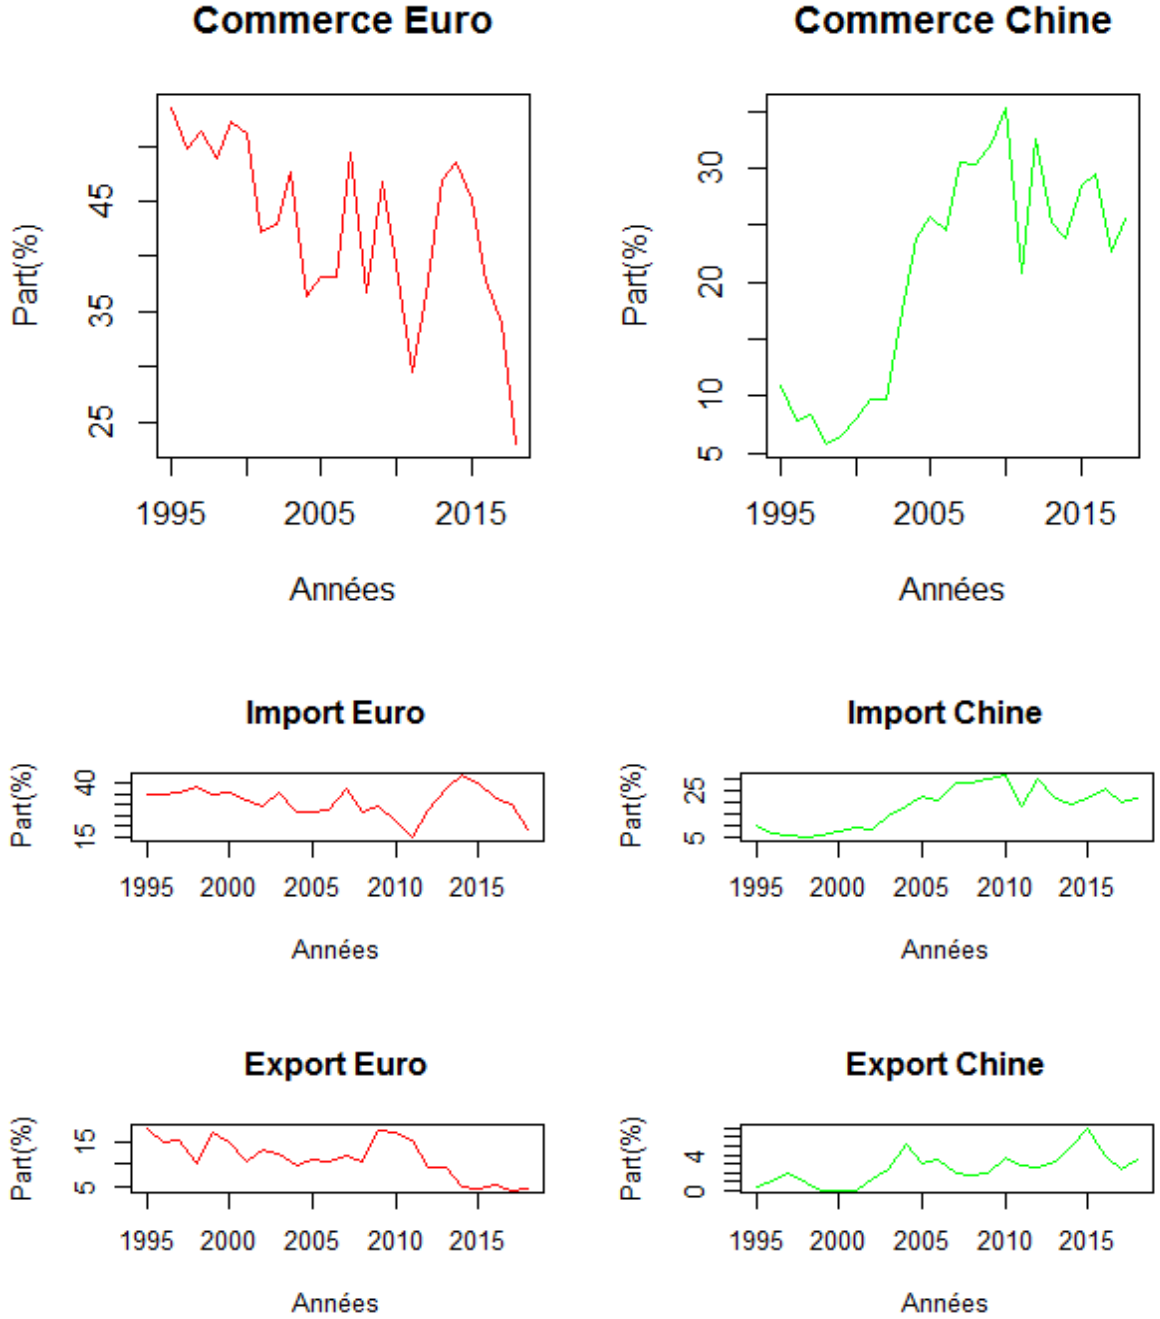 Commerce Euro
Part(%)
45
35
25
1995 2005 2015
Années
Commerce Chine
Part(%)
30
20
10
5
1995 2005 2015
Années
Import Euro
Part(%)
40
15
1995 2000 2005 2010 2015
Années
Import Chine
Part(%)
25
5
1995 2000 2005 2010 2015
Années
Export Euro
Part(%)
15
5
1995 2000 2005 2010 2015
Années
Export Chine
Part(%)
4
0
1995 2000 2005 2010 2015
Années